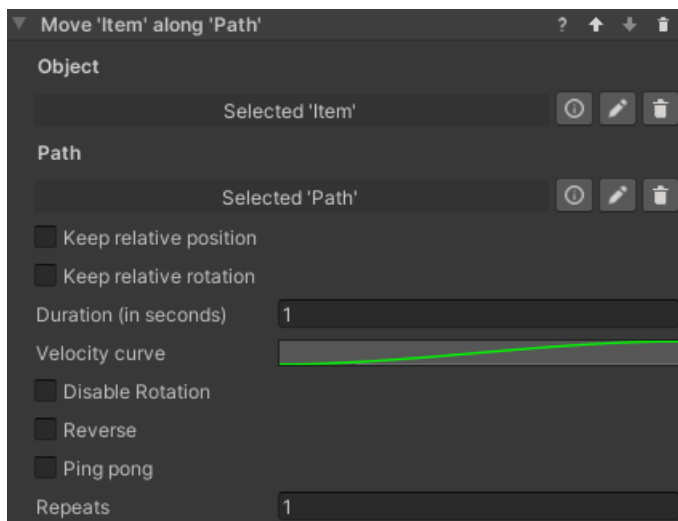 Move 'Item' along 'Path' ?
Object
Selected 'Item'
Path
Selected 'Path'
Keep relative position
Keep relative rotation
Duration (in seconds) 1
Velocity curve
Disable Rotation
Reverse
Ping pong
Repeats 1